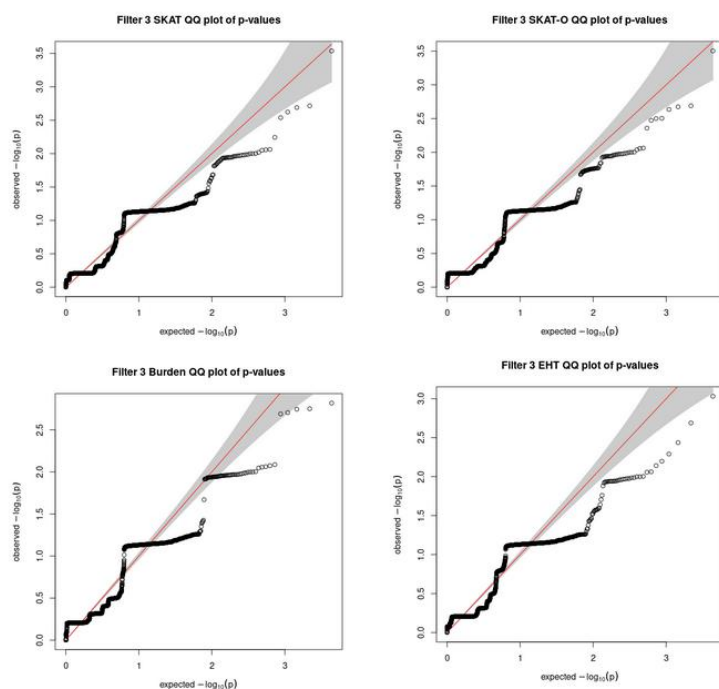 Filter 3 SKAT QQ plot of p-values
observed −log₁₀(p)
0.0 0.5 1.0 1.5 2.0 2.5 3.0 3.5
0 1 2 3
expected −log₁₀(p)
Filter 3 SKAT-O QQ plot of p-values
observed −log₁₀(p)
0.0 0.5 1.0 1.5 2.0 2.5 3.0 3.5
0 1 2 3
expected −log₁₀(p)
Filter 3 Burden QQ plot of p-values
observed −log₁₀(p)
0.0 0.5 1.0 1.5 2.0 2.5
0 1 2 3
expected −log₁₀(p)
Filter 3 EHT QQ plot of p-values
observed −log₁₀(p)
0.0 0.5 1.0 1.5 2.0 2.5 3.0
0 1 2 3
expected −log₁₀(p)